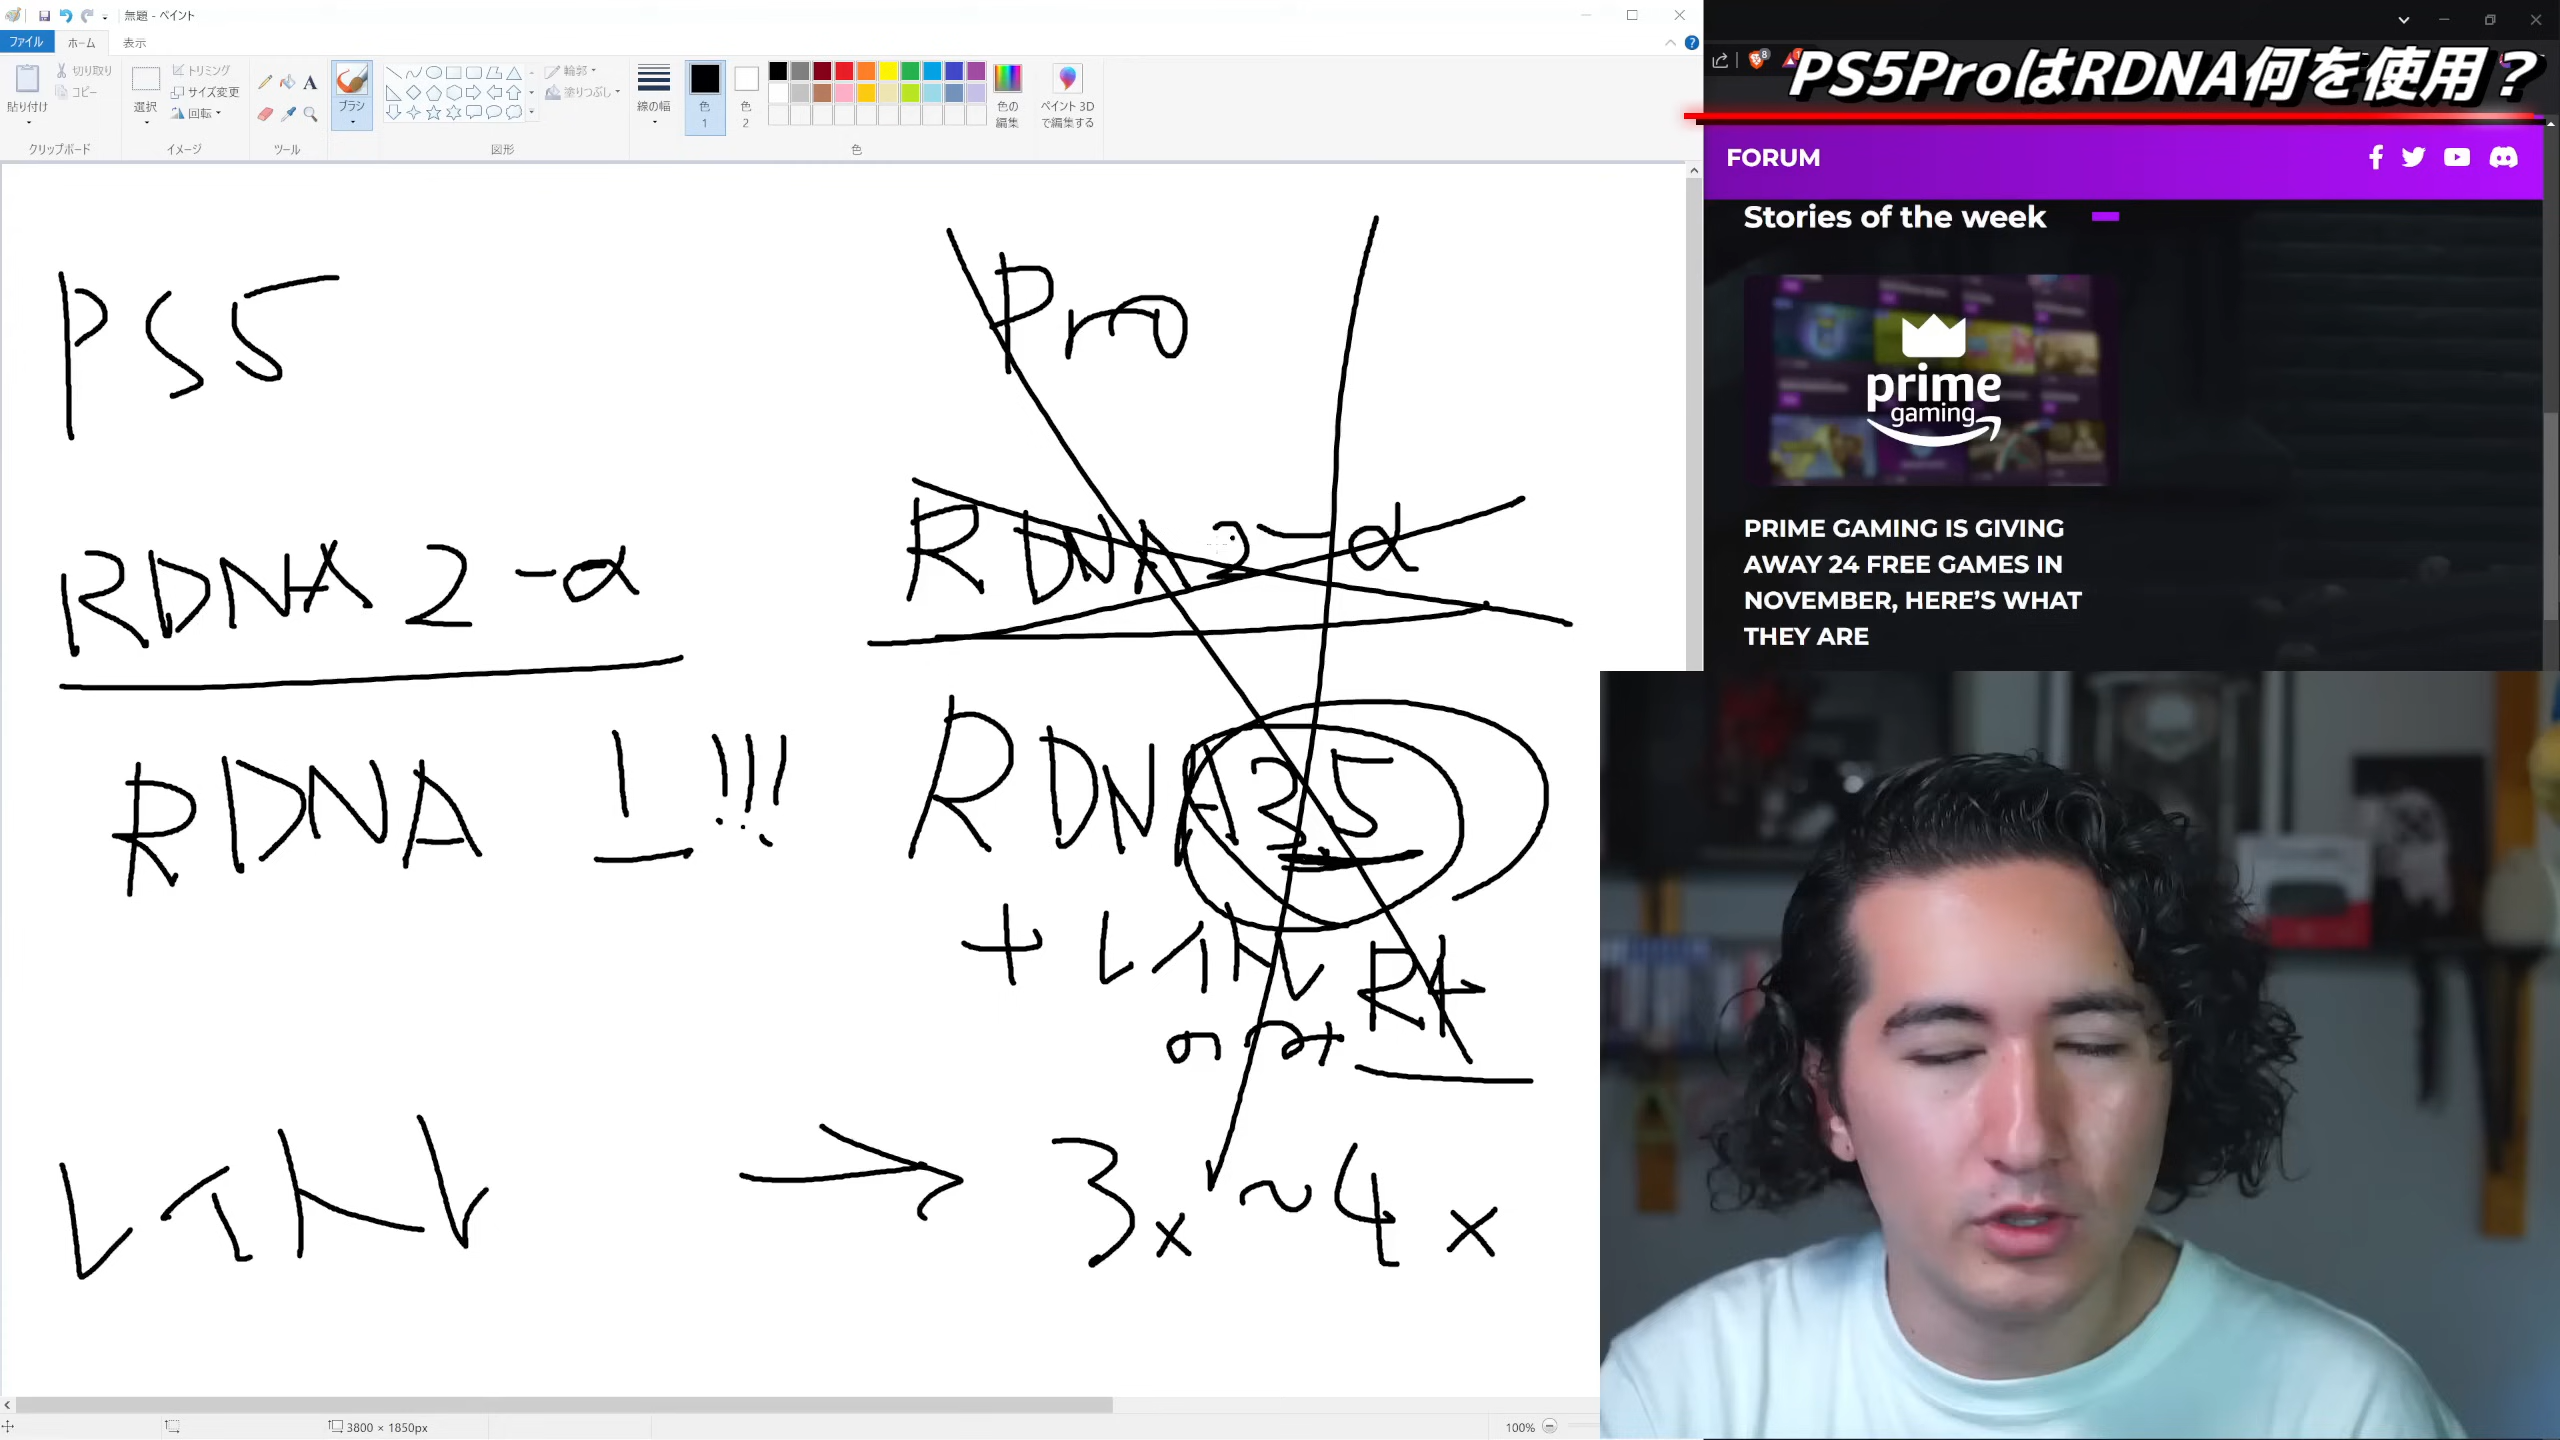 無題 - ペイント
ファイル ホーム 表示
貼り付け 切り取り コピー クリップボード
選択 トリミング サイズ変更 回転 イメージ
ツール
ブラシ
図形
輪郭 塗りつぶし
線の幅
色 1 色 2 色の編集 色
ペイント 3D で編集する
PS5ProはRDNA何を使用？
FORUM
Stories of the week
prime
gaming
PRIME GAMING IS GIVING
AWAY 24 FREE GAMES IN
NOVEMBER, HERE'S WHAT
THEY ARE
PS5
Pro
RDNA 2 -α
RDNA 2 -α
RDNA 1 !!!
RDNA 3.5
+ レイトレ
レイトレ
→ 3x ~ 4x
3800 × 1850px
100%